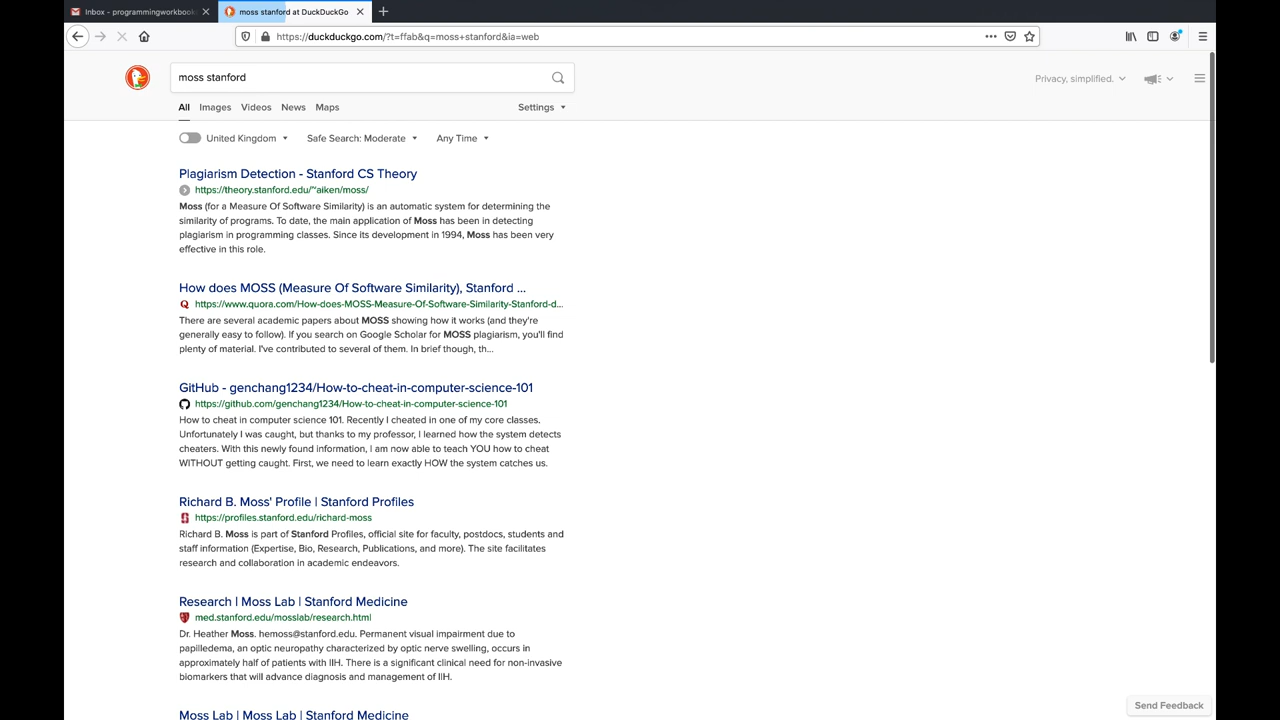 Inbox - programmingworkbook
moss stanford at DuckDuckGo
https://duckduckgo.com/?t=ffab&q=moss+stanford&ia=web
moss stanford
Privacy, simplified.
All Images Videos News Maps Settings
United Kingdom Safe Search: Moderate Any Time
Plagiarism Detection - Stanford CS Theory
https://theory.stanford.edu/~aiken/moss/
Moss (for a Measure Of Software Similarity) is an automatic system for determining the
similarity of programs. To date, the main application of Moss has been in detecting
plagiarism in programming classes. Since its development in 1994, Moss has been very
effective in this role.
How does MOSS (Measure Of Software Similarity), Stanford ...
https://www.quora.com/How-does-MOSS-Measure-Of-Software-Similarity-Stanford-d...
There are several academic papers about MOSS showing how it works (and they're
generally easy to follow). If you search on Google Scholar for MOSS plagiarism, you'll find
plenty of material. I've contributed to several of them. In brief though, th...
GitHub - genchang1234/How-to-cheat-in-computer-science-101
https://github.com/genchang1234/How-to-cheat-in-computer-science-101
How to cheat in computer science 101. Recently I cheated in one of my core classes.
Unfortunately I was caught, but thanks to my professor, I learned how the system detects
cheaters. With this newly found information, I am now able to teach YOU how to cheat
WITHOUT getting caught. First, we need to learn exactly HOW the system catches us.
Richard B. Moss' Profile | Stanford Profiles
https://profiles.stanford.edu/richard-moss
Richard B. Moss is part of Stanford Profiles, official site for faculty, postdocs, students and
staff information (Expertise, Bio, Research, Publications, and more). The site facilitates
research and collaboration in academic endeavors.
Research | Moss Lab | Stanford Medicine
med.stanford.edu/mosslab/research.html
Dr. Heather Moss. hemoss@stanford.edu. Permanent visual impairment due to
papilledema, an optic neuropathy characterized by optic nerve swelling, occurs in
approximately half of patients with IIH. There is a significant clinical need for non-invasive
biomarkers that will advance diagnosis and management of IIH.
Moss Lab | Moss Lab | Stanford Medicine
Send Feedback